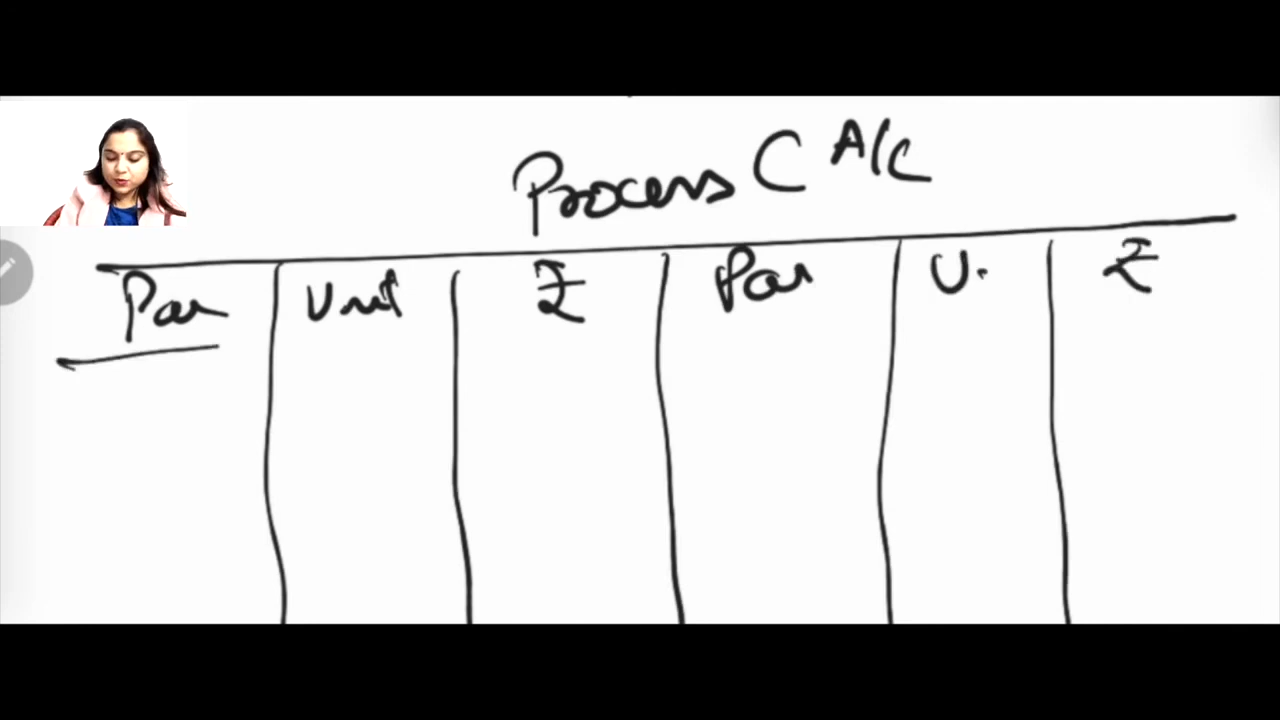 Process C A/C
Par Unit ₹ Par U. ₹